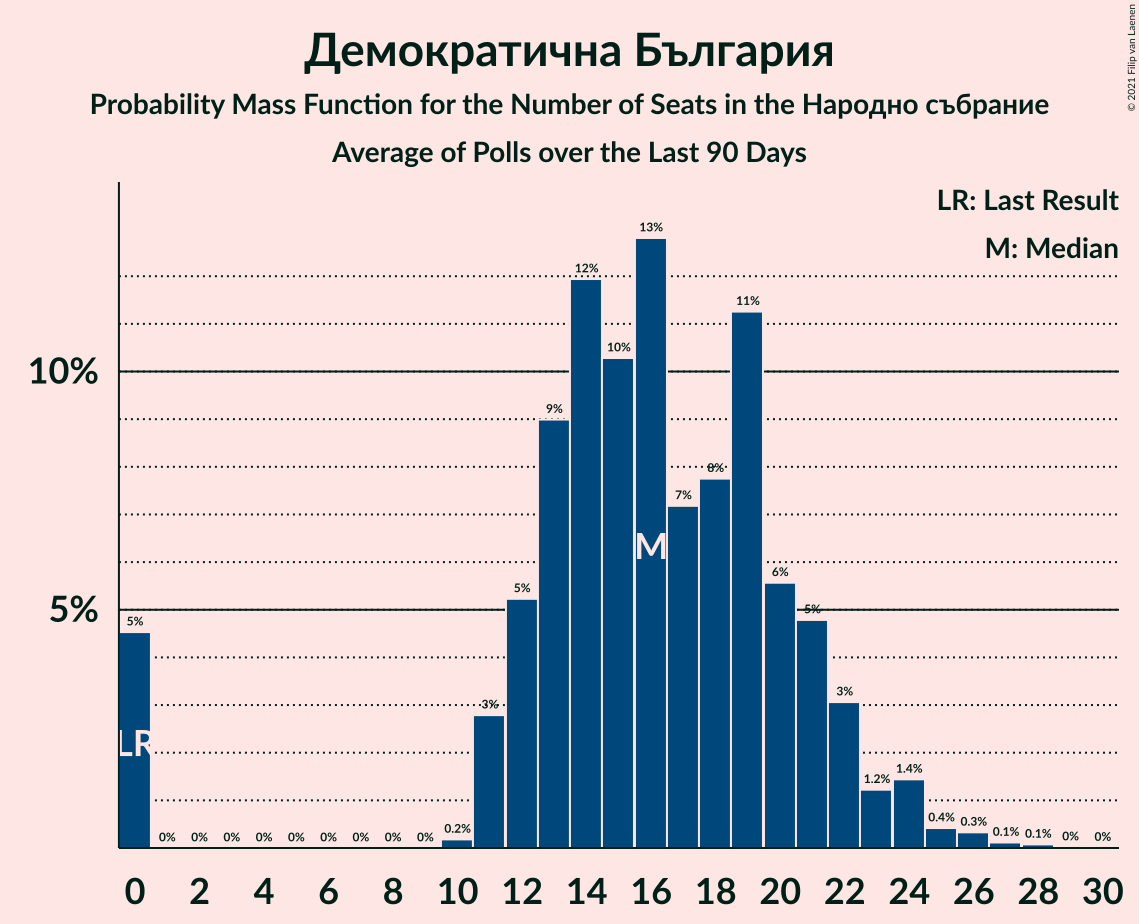 Демократична България
Probability Mass Function for the Number of Seats in the Народно събрание
Average of Polls over the Last 90 Days
© 2021 Filip van Laenen
LR: Last Result
M: Median
13%
12%
11%
10%
10%
9%
8%
7%
M
6%
5%
5%
5%
5%
3%
3%
LR
1.4%
1.2%
0.4%
0.3%
0.2%
0.1%
0.1%
0% 0% 0% 0% 0% 0% 0% 0% 0% 0% 0%
0 2 4 6 8 10 12 14 16 18 20 22 24 26 28 30